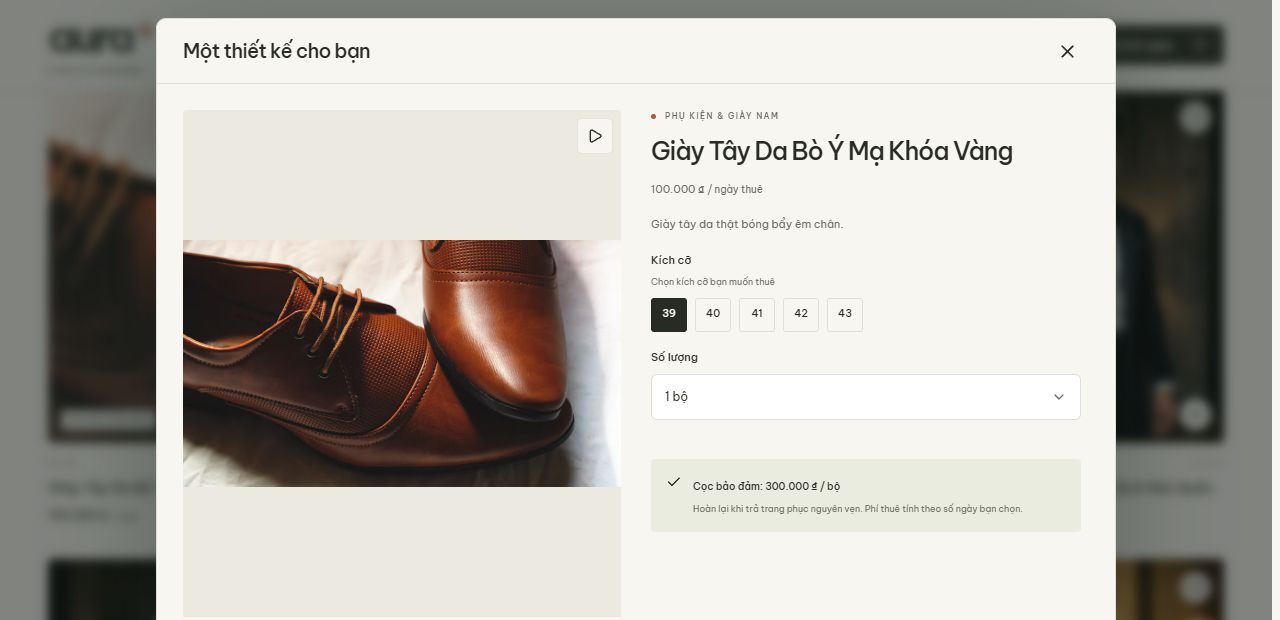 aura
Một thiết kế cho bạn
PHỤ KIỆN & GIÀY NAM
Giày Tây Da Bò Ý Mạ Khóa Vàng
100.000 ₫ / ngày thuê
Giày tây da thật bóng bẩy êm chân.
Kích cỡ
Chọn kích cỡ bạn muốn thuê
39 40 41 42 43
Số lượng
1 bộ
Cọc bảo đảm: 300.000 ₫ / bộ
Hoàn lại khi trả trang phục nguyên vẹn. Phí thuê tính theo số ngày bạn chọn.